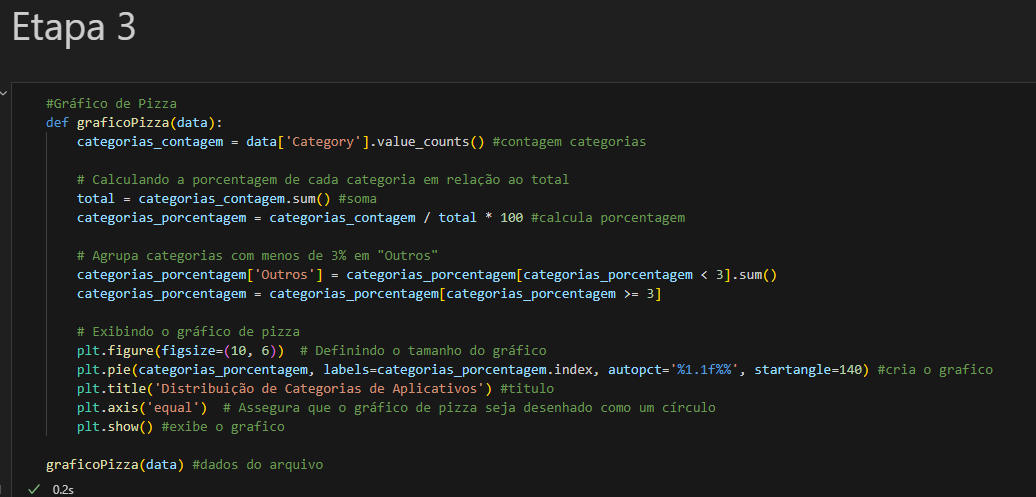 Etapa 3
#Gráfico de Pizza
def graficoPizza(data):
    categorias_contagem = data['Category'].value_counts() #contagem categorias

    # Calculando a porcentagem de cada categoria em relação ao total
    total = categorias_contagem.sum() #soma
    categorias_porcentagem = categorias_contagem / total * 100 #calcula porcentagem

    # Agrupa categorias com menos de 3% em "Outros"
    categorias_porcentagem['Outros'] = categorias_porcentagem[categorias_porcentagem < 3].sum()
    categorias_porcentagem = categorias_porcentagem[categorias_porcentagem >= 3]

    # Exibindo o gráfico de pizza
    plt.figure(figsize=(10, 6))  # Definindo o tamanho do gráfico
    plt.pie(categorias_porcentagem, labels=categorias_porcentagem.index, autopct='%1.1f%%', startangle=140) #cria o grafico
    plt.title('Distribuição de Categorias de Aplicativos') #titulo
    plt.axis('equal')  # Assegura que o gráfico de pizza seja desenhado como um círculo
    plt.show() #exibe o grafico

graficoPizza(data) #dados do arquivo
✓ 0.2s